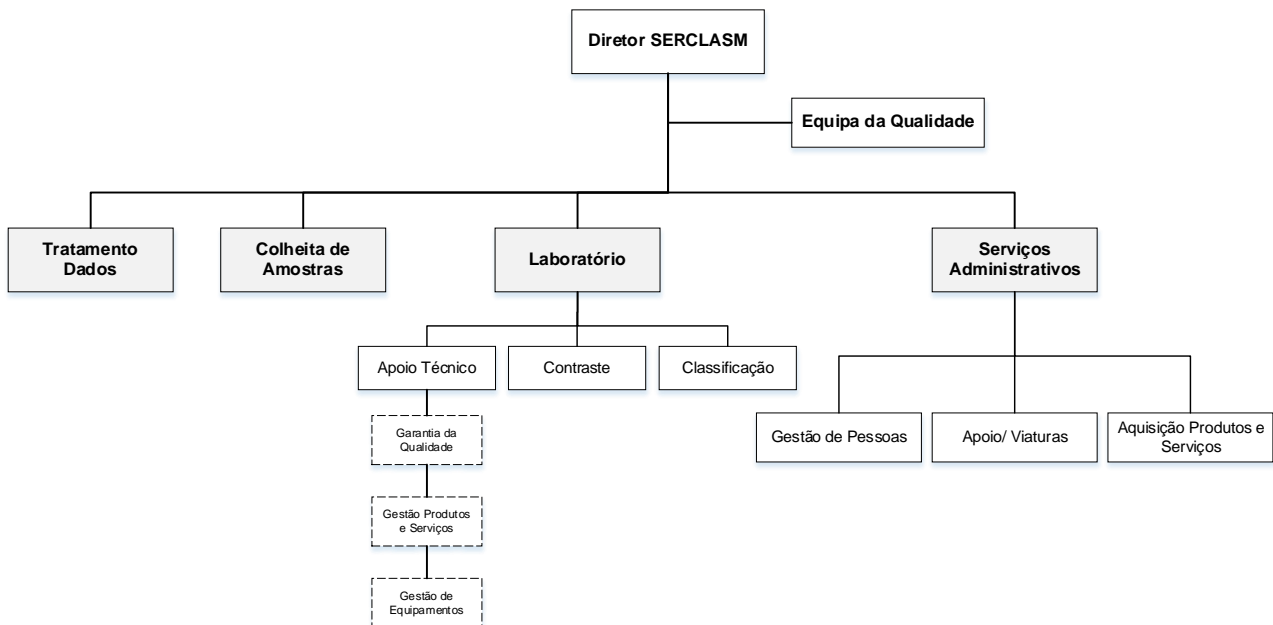 Diretor SERCLASM
Equipa da Qualidade
Tratamento
Dados
Colheita de
Amostras
Laboratório
Serviços
Administrativos
Apoio Técnico
Contraste
Classificação
Garantia da
Qualidade
Gestão Produtos
e Serviços
Gestão de
Equipamentos
Gestão de Pessoas
Apoio/ Viaturas
Aquisição Produtos e
Serviços